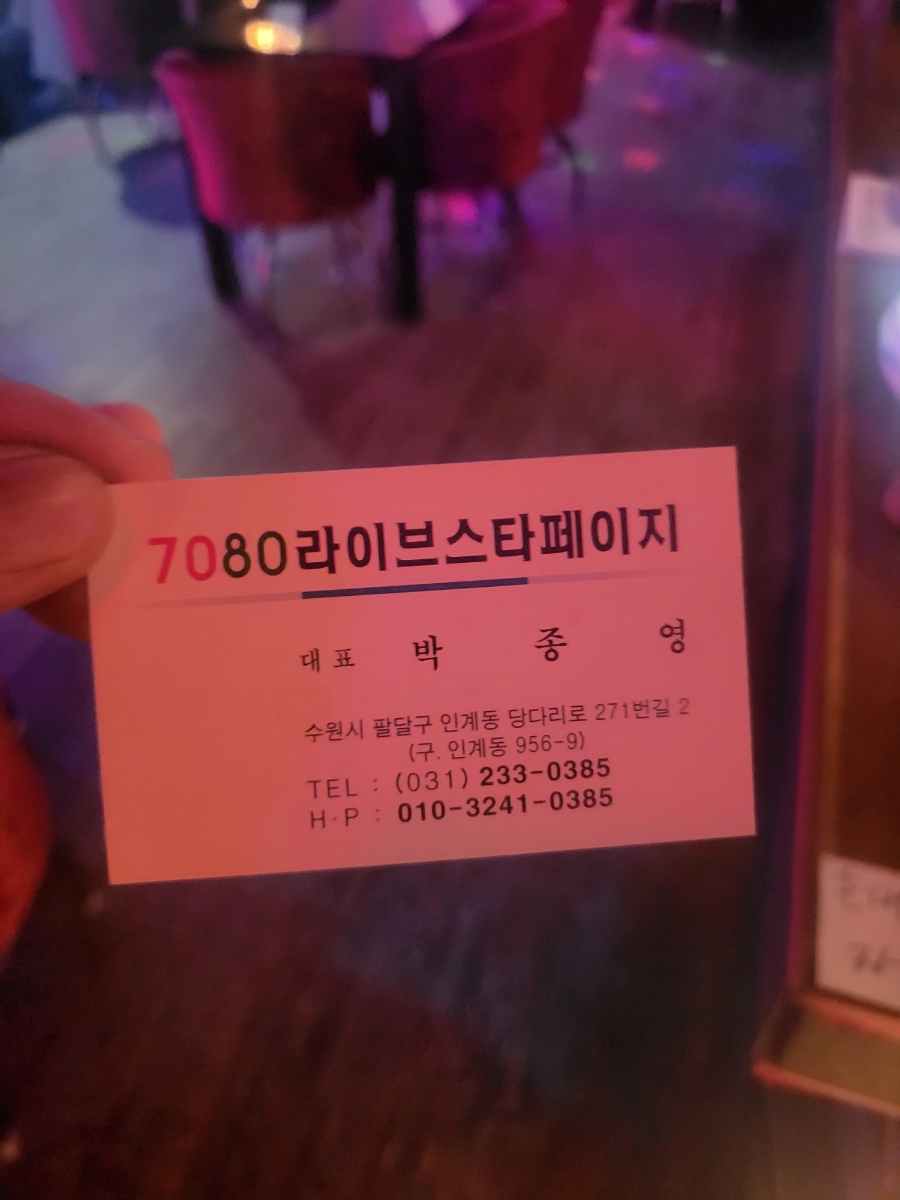 7080라이브스타페이지
대표 박 종 영
수원시 팔달구 인계동 당다리로 271번길 2
(구. 인계동 956-9)
TEL : (031) 233-0385
H·P : 010-3241-0385